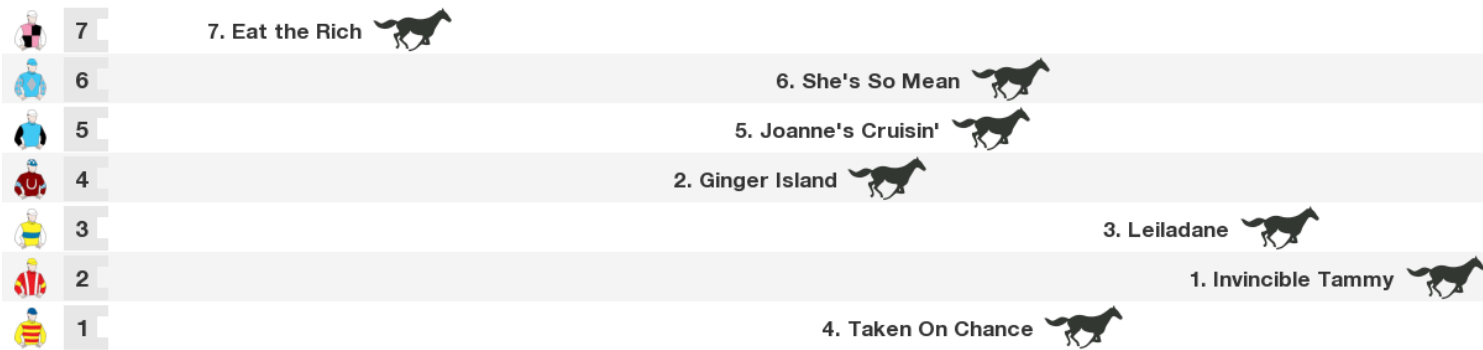 7 7. Eat the Rich
6 6. She's So Mean
5 5. Joanne's Cruisin'
4 2. Ginger Island
3 3. Leiladane
2 1. Invincible Tammy
1 4. Taken On Chance